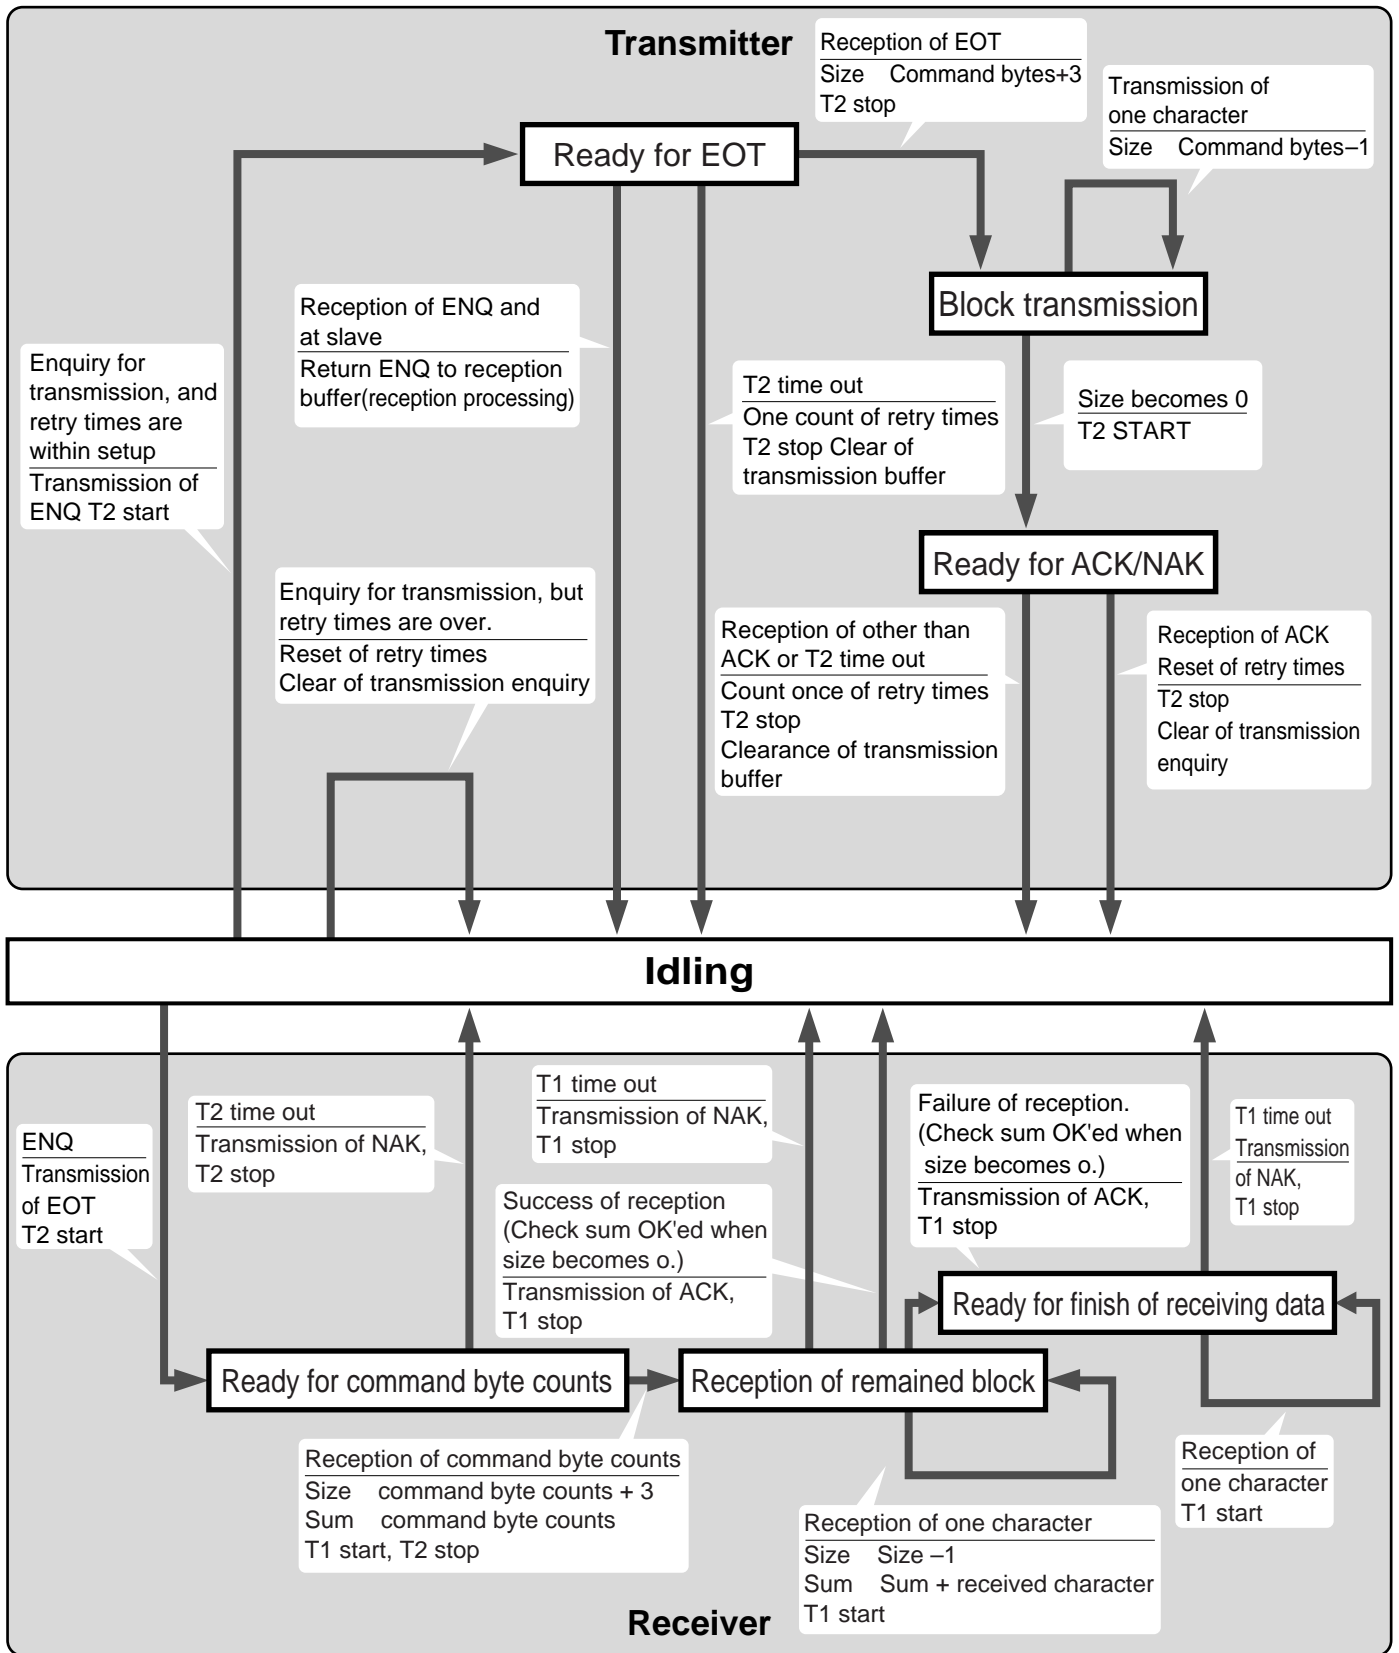 Transmitter
Reception of EOT
Size Command bytes+3
T2 stop
Transmission of
one character
Size Command bytes–1
Ready for EOT
Block transmission
Reception of ENQ and
at slave
Return ENQ to reception
buffer(reception processing)
Enquiry for
transmission, and
retry times are
within setup
Transmission of
ENQ T2 start
T2 time out
One count of retry times
T2 stop Clear of
transmission buffer
Size becomes 0
T2 START
Ready for ACK/NAK
Enquiry for transmission, but
retry times are over.
Reset of retry times
Clear of transmission enquiry
Reception of other than
ACK or T2 time out
Count once of retry times
T2 stop
Clearance of transmission
buffer
Reception of ACK
Reset of retry times
T2 stop
Clear of transmission
enquiry
Idling
ENQ
Transmission
of EOT
T2 start
T2 time out
Transmission of NAK,
T2 stop
T1 time out
Transmission of NAK,
T1 stop
Success of reception
(Check sum OK'ed when
size becomes o.)
Transmission of ACK,
T1 stop
Failure of reception.
(Check sum OK'ed when
size becomes o.)
Transmission of ACK,
T1 stop
T1 time out
Transmission
of NAK,
T1 stop
Ready for finish of receiving data
Ready for command byte counts
Reception of remained block
Reception of command byte counts
Size command byte counts + 3
Sum command byte counts
T1 start, T2 stop
Reception of one character
Size Size –1
Sum Sum + received character
T1 start
Reception of
one character
T1 start
Receiver